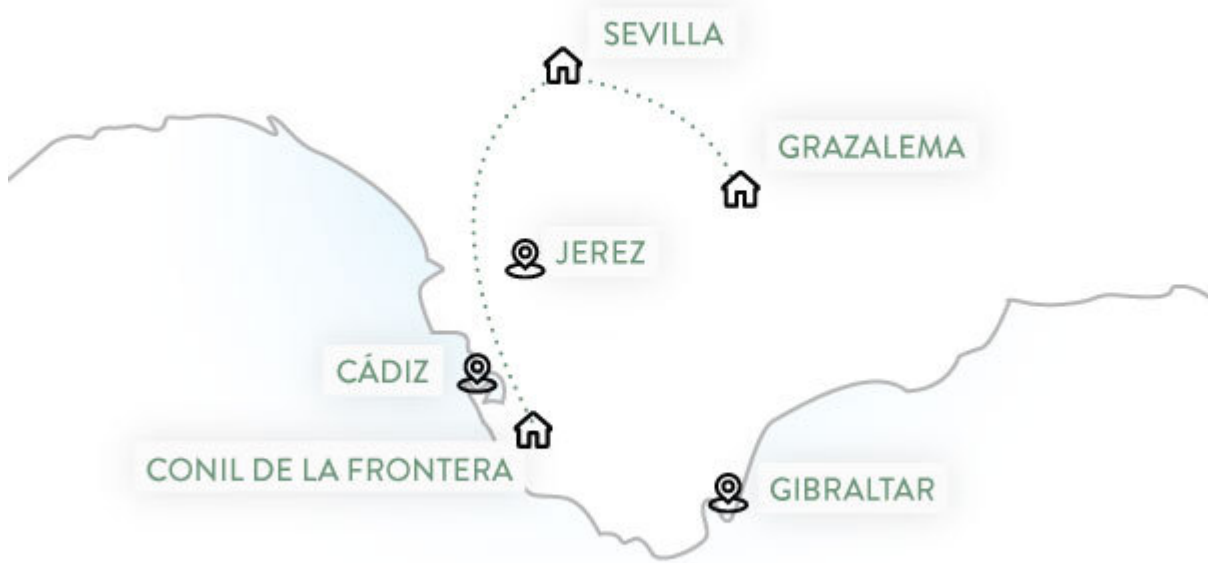 SEVILLA
GRAZALEMA
JEREZ
CÁDIZ
CONIL DE LA FRONTERA
GIBRALTAR